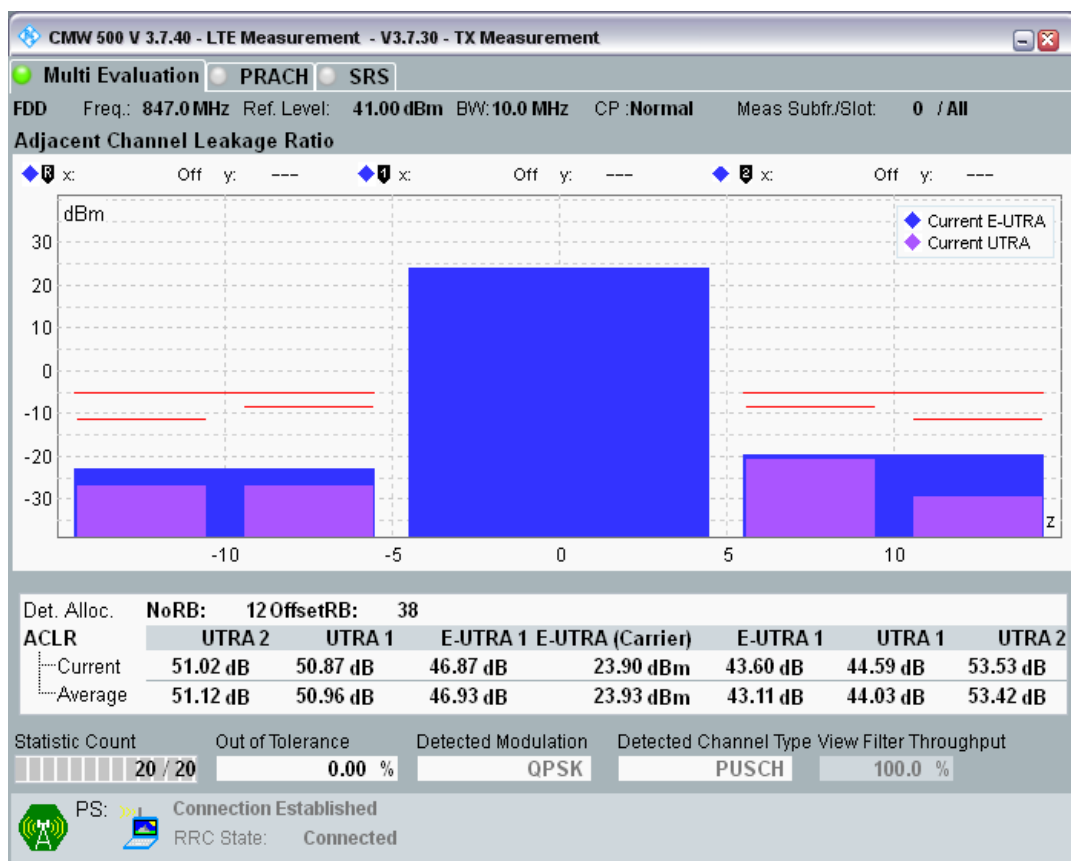 CMW 500 V 3.7.40 - LTE Measurement - V3.7.30 - TX Measurement
Multi Evaluation PRACH SRS
FDD Freq.: 847.0 MHz Ref. Level: 41.00 dBm BW: 10.0 MHz CP :Normal Meas Subfr./Slot: 0 / All
Adjacent Channel Leakage Ratio
R x: Off y: --- 1 x: Off y: --- 2 x: Off y: ---
dBm
Current E-UTRA
Current UTRA
30
20
10
0
-10
-20
-30
z
-10 -5 0 5 10
Det. Alloc. NoRB: 12 OffsetRB: 38
ACLR UTRA 2 UTRA 1 E-UTRA 1 E-UTRA (Carrier) E-UTRA 1 UTRA 1 UTRA 2
Current 51.02 dB 50.87 dB 46.87 dB 23.90 dBm 43.60 dB 44.59 dB 53.53 dB
Average 51.12 dB 50.96 dB 46.93 dB 23.93 dBm 43.11 dB 44.03 dB 53.42 dB
Statistic Count Out of Tolerance Detected Modulation Detected Channel Type View Filter Throughput
20 / 20 0.00 % QPSK PUSCH 100.0 %
PS: Connection Established
RRC State: Connected